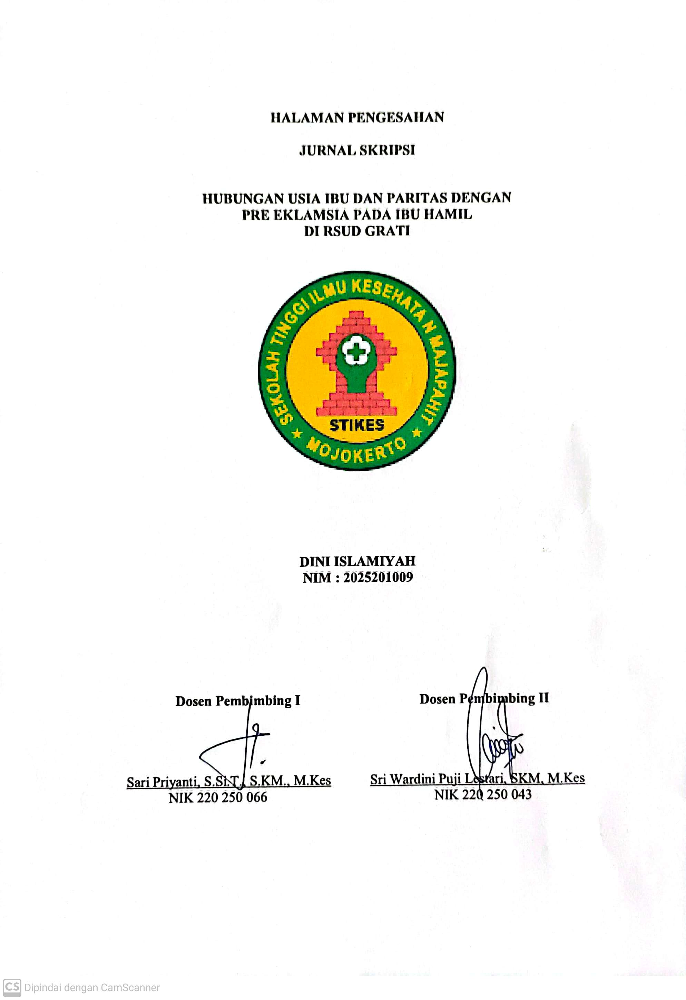 HALAMAN PENGESAHAN
JURNAL SKRIPSI
HUBUNGAN USIA IBU DAN PARITAS DENGAN
PRE EKLAMSIA PADA IBU HAMIL
DI RSUD GRATI
SEKOLAH TINGGI ILMU KESEHATA N MAJAPAHIT
STIKES
★ MOJOKERTO ★
DINI ISLAMIYAH
NIM : 2025201009
Dosen Pembimbing I
Dosen Pembimbing II
Sari Priyanti, S.Si.T., S.KM., M.Kes
Sri Wardini Puji Lestari, SKM, M.Kes
NIK 220 250 066
NIK 220 250 043
CS Dipindai dengan CamScanner